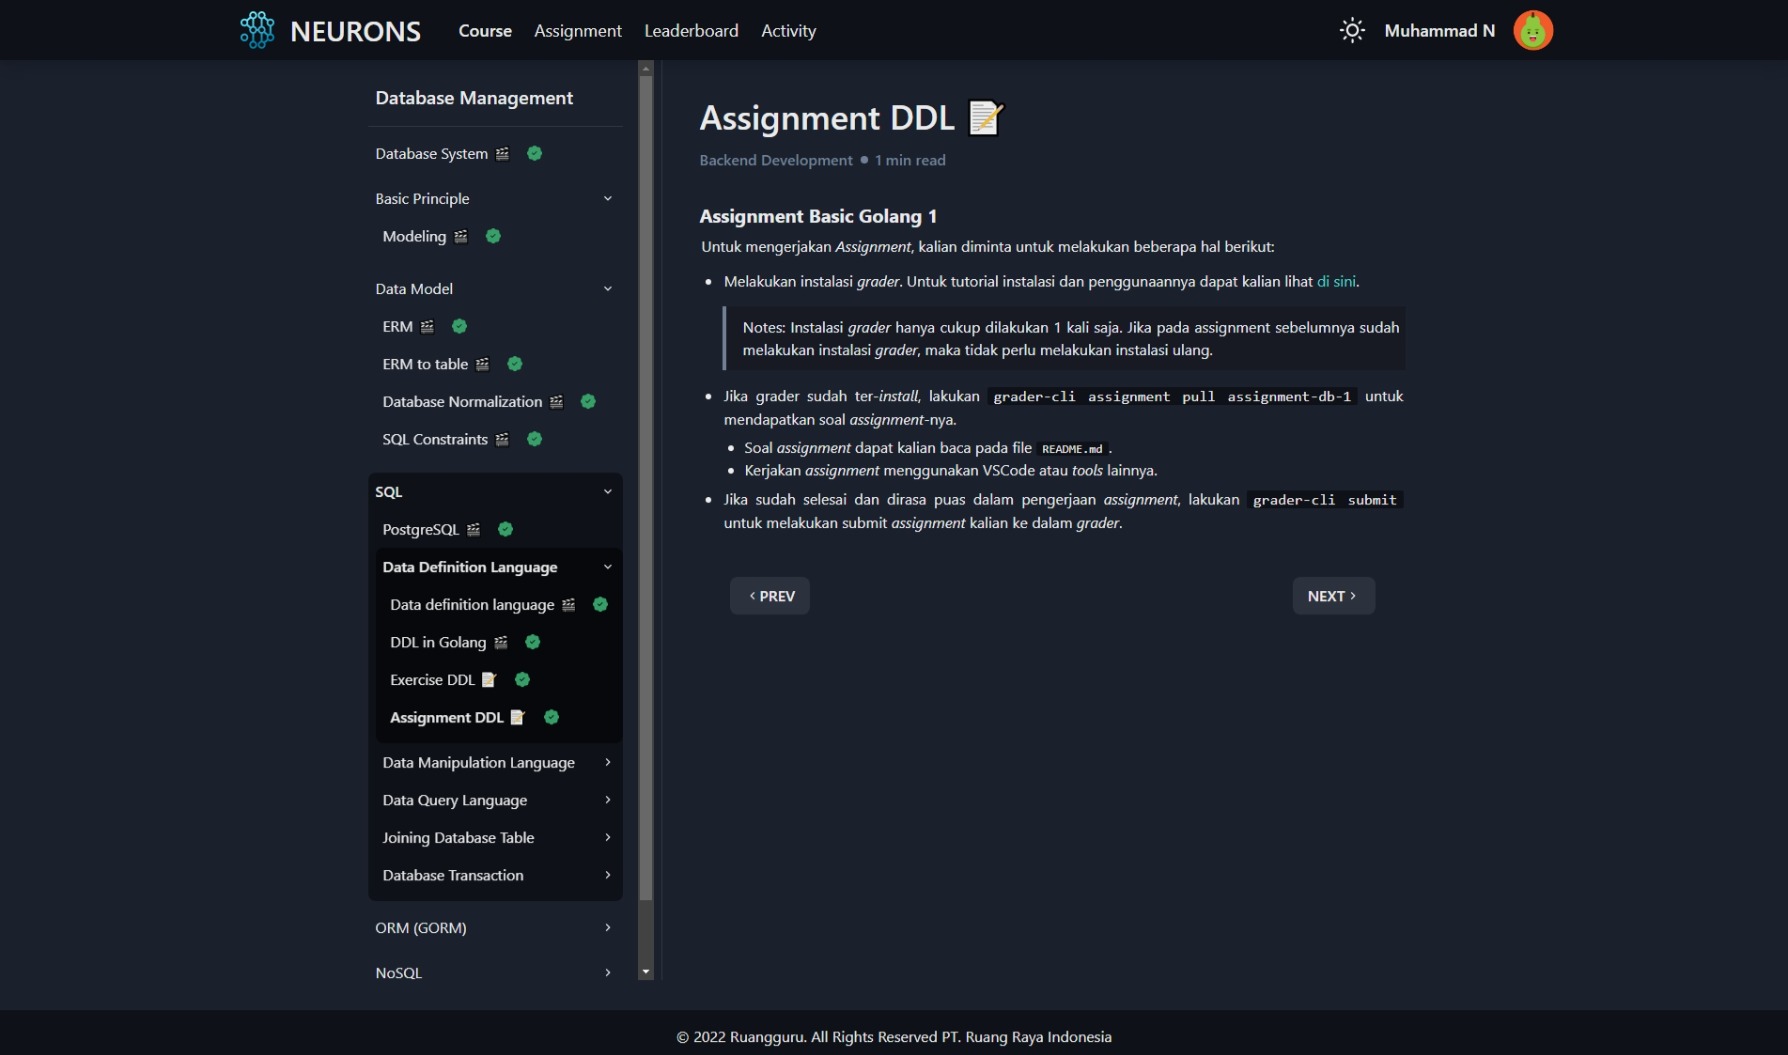 NEURONS
Course
Assignment
Leaderboard
Activity
Muhammad N
Database Management
Database System
Basic Principle
Modeling
Data Model
ERM
ERM to table
Database Normalization
SQL Constraints
SQL
PostgreSQL
Data Definition Language
Data definition language
DDL in Golang
Exercise DDL
Assignment DDL
Data Manipulation Language
Data Query Language
Joining Database Table
Database Transaction
ORM (GORM)
NoSQL
Assignment DDL
Backend Development • 1 min read
Assignment Basic Golang 1
Untuk mengerjakan Assignment, kalian diminta untuk melakukan beberapa hal berikut:
• Melakukan instalasi grader. Untuk tutorial instalasi dan penggunaannya dapat kalian lihat di sini.
Notes: Instalasi grader hanya cukup dilakukan 1 kali saja. Jika pada assignment sebelumnya sudah
melakukan instalasi grader, maka tidak perlu melakukan instalasi ulang.
• Jika grader sudah ter-install, lakukan grader-cli assignment pull assignment-db-1 untuk
mendapatkan soal assignment-nya.
• Soal assignment dapat kalian baca pada file README.md .
• Kerjakan assignment menggunakan VSCode atau tools lainnya.
• Jika sudah selesai dan dirasa puas dalam pengerjaan assignment, lakukan grader-cli submit
untuk melakukan submit assignment kalian ke dalam grader.
‹ PREV
NEXT ›
© 2022 Ruangguru. All Rights Reserved PT. Ruang Raya Indonesia